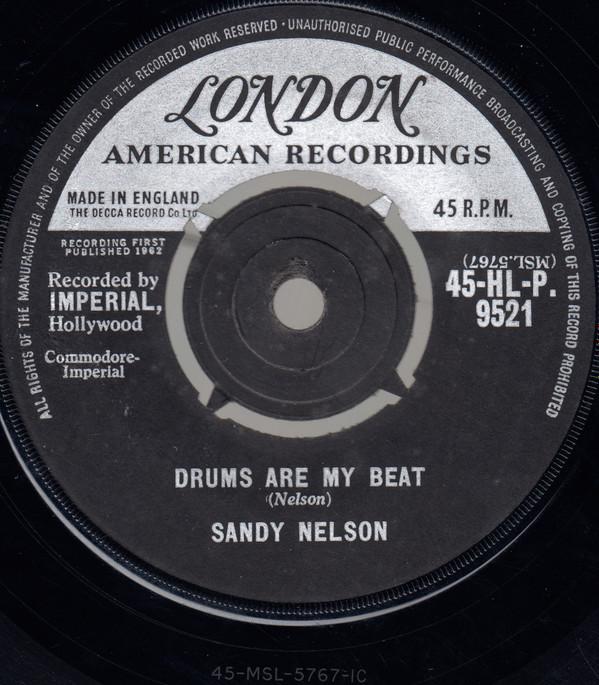 ALL RIGHTS OF THE MANUFACTURER AND OF THE OWNER OF THE RECORDED WORK RESERVED · UNAUTHORISED PUBLIC PERFORMANCE BROADCASTING AND COPYING OF THIS RECORD PROHIBITED
LONDON
AMERICAN RECORDINGS
MADE IN ENGLAND
THE DECCA RECORD Co Ltd
45 R.P.M.
RECORDING FIRST
PUBLISHED 1962
(MSL.5767)
Recorded by
IMPERIAL,
Hollywood
45-HL-P.
9521
Commodore-
Imperial
DRUMS ARE MY BEAT
(Nelson)
SANDY NELSON
45-MSL-5767-1C